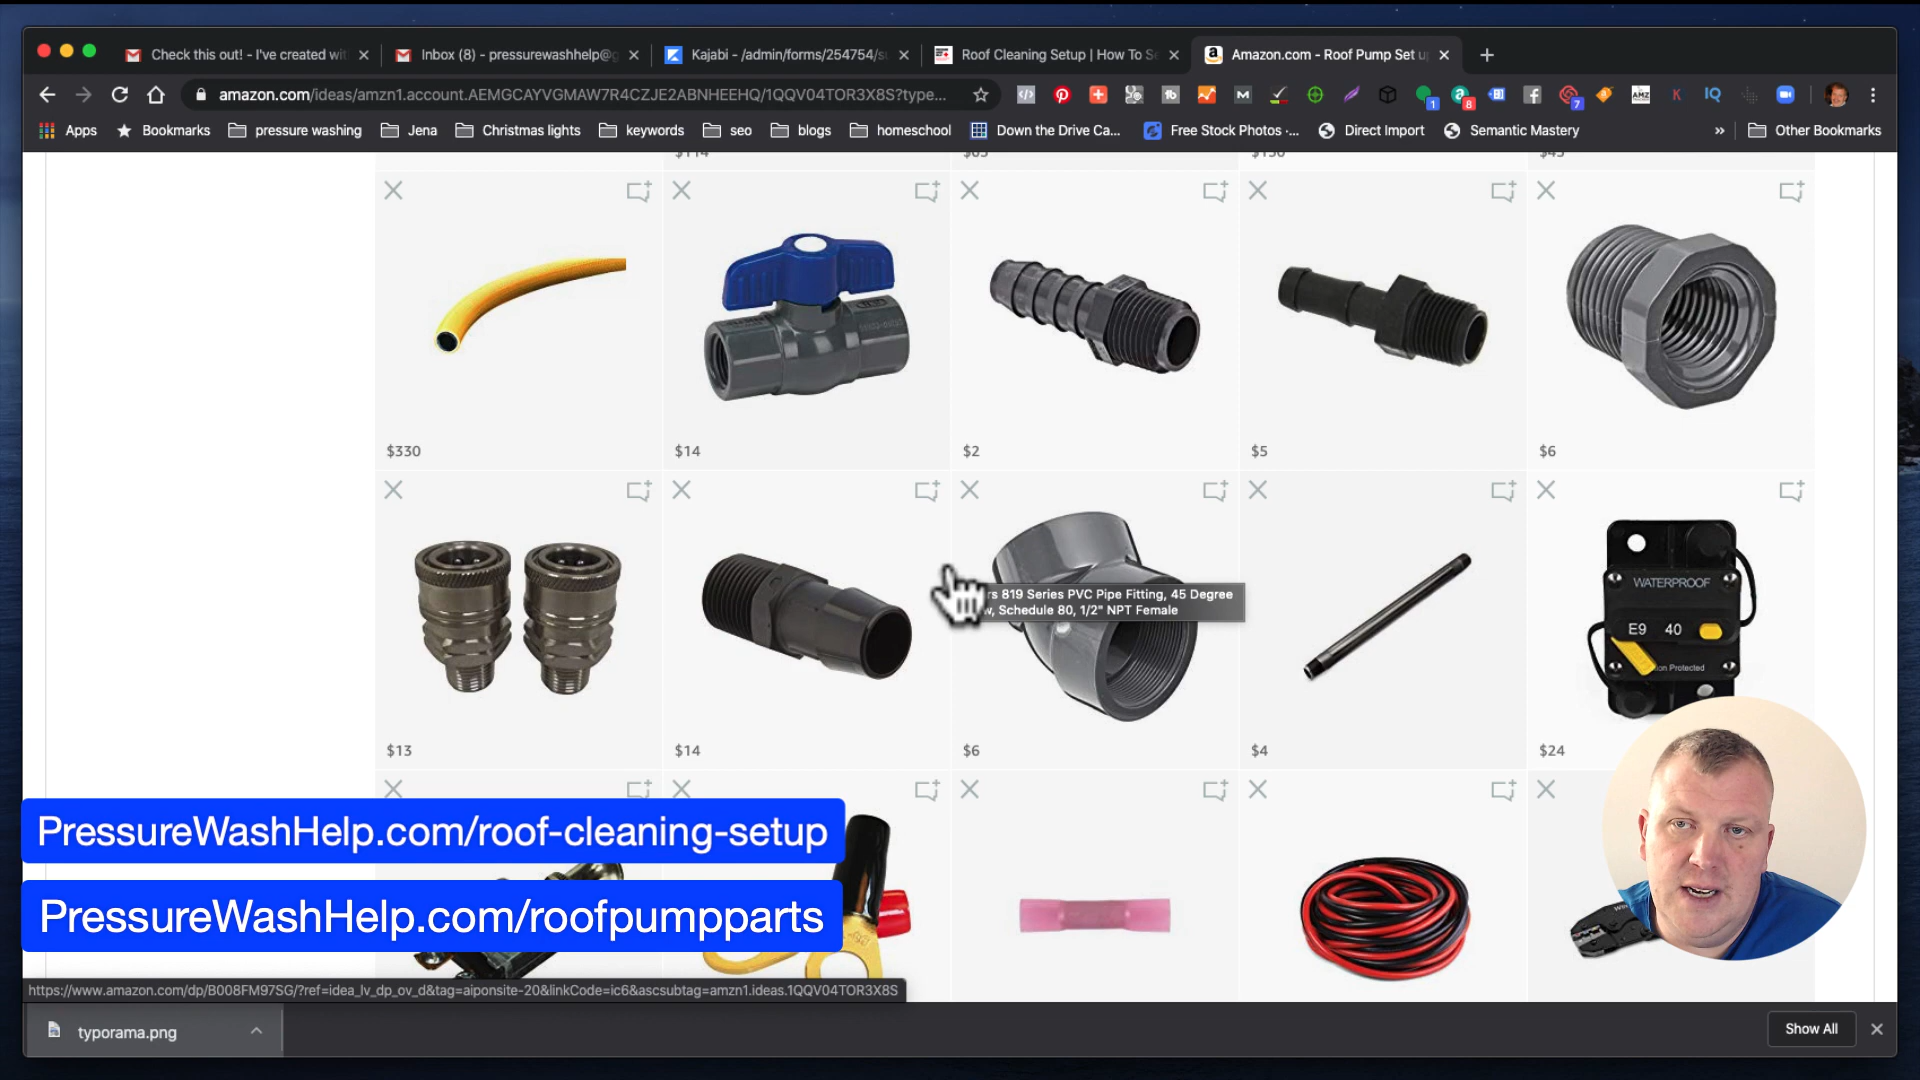 Check this out! - I've created wit
Inbox (8) - pressurewashhelp@g
Kajabi - /admin/forms/254754/su
Roof Cleaning Setup | How To Se
Amazon.com - Roof Pump Set u
amazon.com/ideas/amzn1.account.AEMGCAYVGMAW7R4CZJE2ABNHEEHQ/1QQV04TOR3X8S?type...
Apps
Bookmarks
pressure washing
Jena
Christmas lights
keywords
seo
blogs
homeschool
Down the Drive Ca...
Free Stock Photos -...
Direct Import
Semantic Mastery
»
Other Bookmarks
$114
$330
$14
$2
$5
$6
819 Series PVC Pipe Fitting, 45 Degree
Schedule 80, 1/2" NPT Female
WATERPROOF
E9 40
Protected
$13
$14
$6
$4
$24
PressureWashHelp.com/roof-cleaning-setup
PressureWashHelp.com/roofpumpparts
https://www.amazon.com/dp/B008FM97SG/?ref=idea_lv_dp_ov_d&tag=aiponsite-20&linkCode=ic6&ascsubtag=amzn1.ideas.1QQV04TOR3X8S
typorama.png
Show All